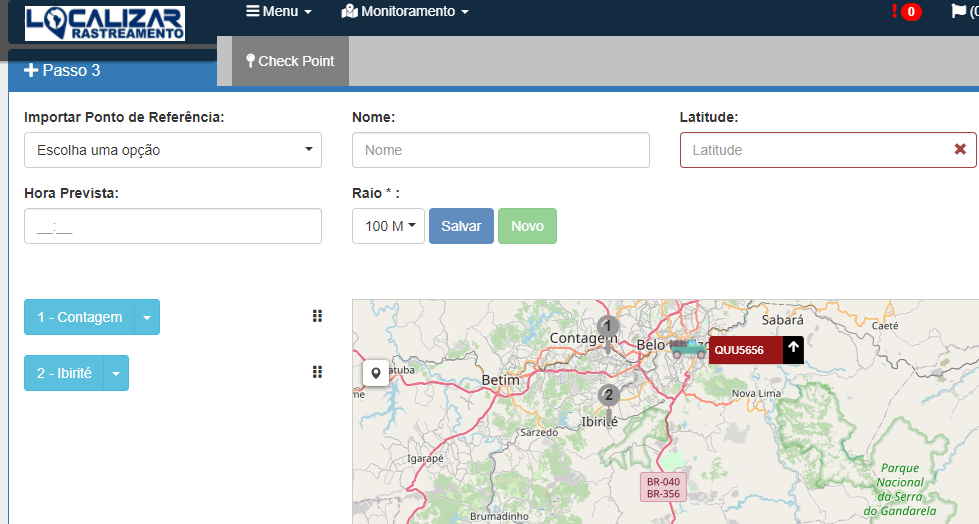 LOCALIZAR
RASTREAMENTO
Menu
Monitoramento
! 0
(0
Passo 3
Check Point
Importar Ponto de Referência:
Nome:
Latitude:
Escolha uma opção
Nome
Latitude
Hora Prevista:
Raio * :
__:__
100 M
Salvar
Novo
1 - Contagem
2 - Ibirité
Sabará
1
Caeté
Contagem
Belo
QUU5656
atuba
Betim
me
2
Nova Lima
Ibirité
Sarzedo
Igarapé
Parque
Nacional
da Serra
do Gandarela
BR-040
BR-356
Brumadinho